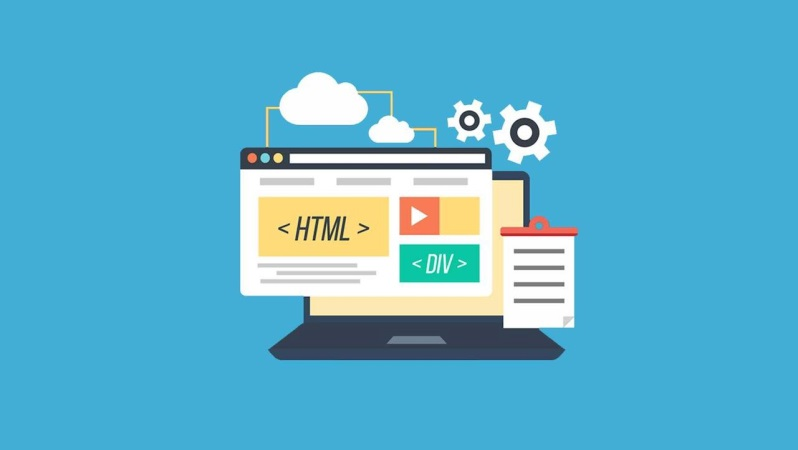 < HTML >
< DIV >